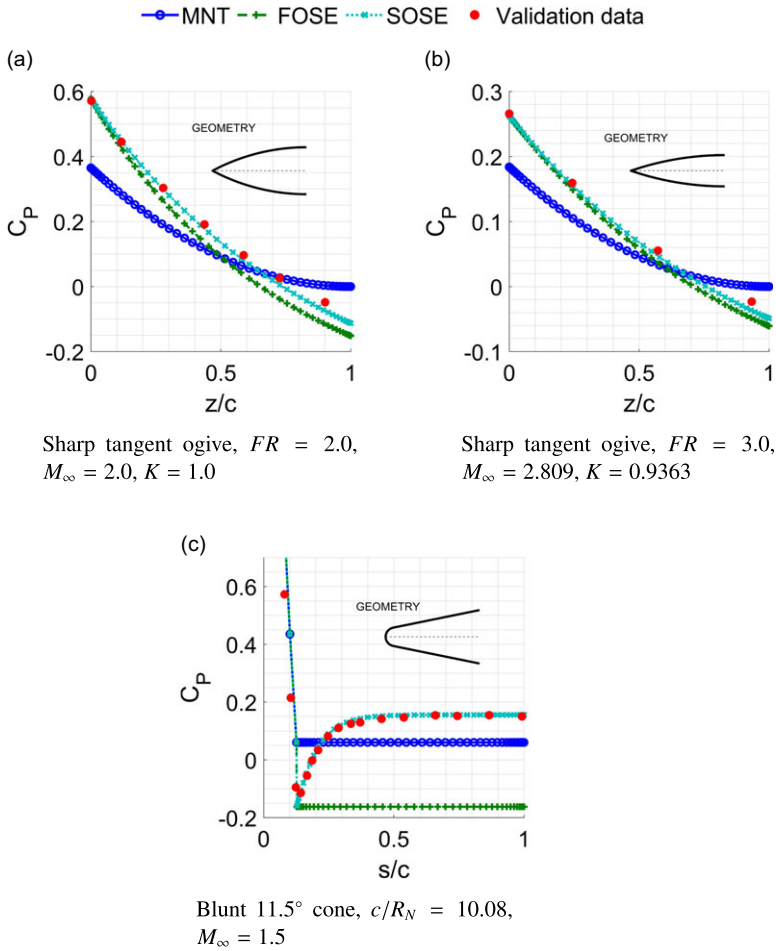 MNT FOSE SOSE Validation data
(a)
0.6
0.4
0.2
0
-0.2
C_P
GEOMETRY
0 0.5 1
z/c
Sharp tangent ogive, FR = 2.0,
M∞ = 2.0, K = 1.0
(b)
0.3
0.2
0.1
0
-0.1
C_P
GEOMETRY
0 0.5 1
z/c
Sharp tangent ogive, FR = 3.0,
M∞ = 2.809, K = 0.9363
(c)
0.6
0.4
0.2
0
-0.2
C_P
GEOMETRY
0 0.5 1
s/c
Blunt 11.5° cone, c/R_N = 10.08,
M∞ = 1.5